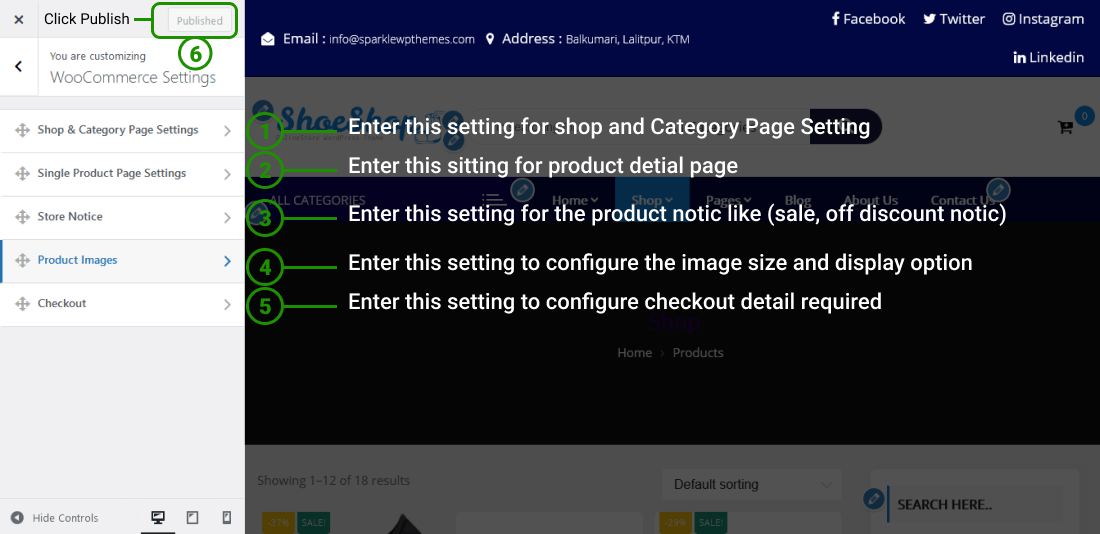 Click Publish
Published
6
You are customizing
WooCommerce Settings
Shop & Category Page Settings
Single Product Page Settings
Store Notice
Product Images
Checkout
Hide Controls
Facebook
Twitter
Instagram
Email : info@sparklewpthemes.com
Address : Balkumari, Lalitpur, KTM
Linkedin
ShoeShop
0
1 Enter this setting for shop and Category Page Setting
2 Enter this sitting for product detial page
ALL CATEGORIES
Home
Shop
Pages
Blog
About Us
Contact Us
3 Enter this setting for the product notic like (sale, off discount notic)
4 Enter this setting to configure the image size and display option
5 Enter this setting to configure checkout detail required
Shop
Home › Products
Showing 1–12 of 18 results
Default sorting
SEARCH HERE..
-37%
SALE!
-29%
SALE!